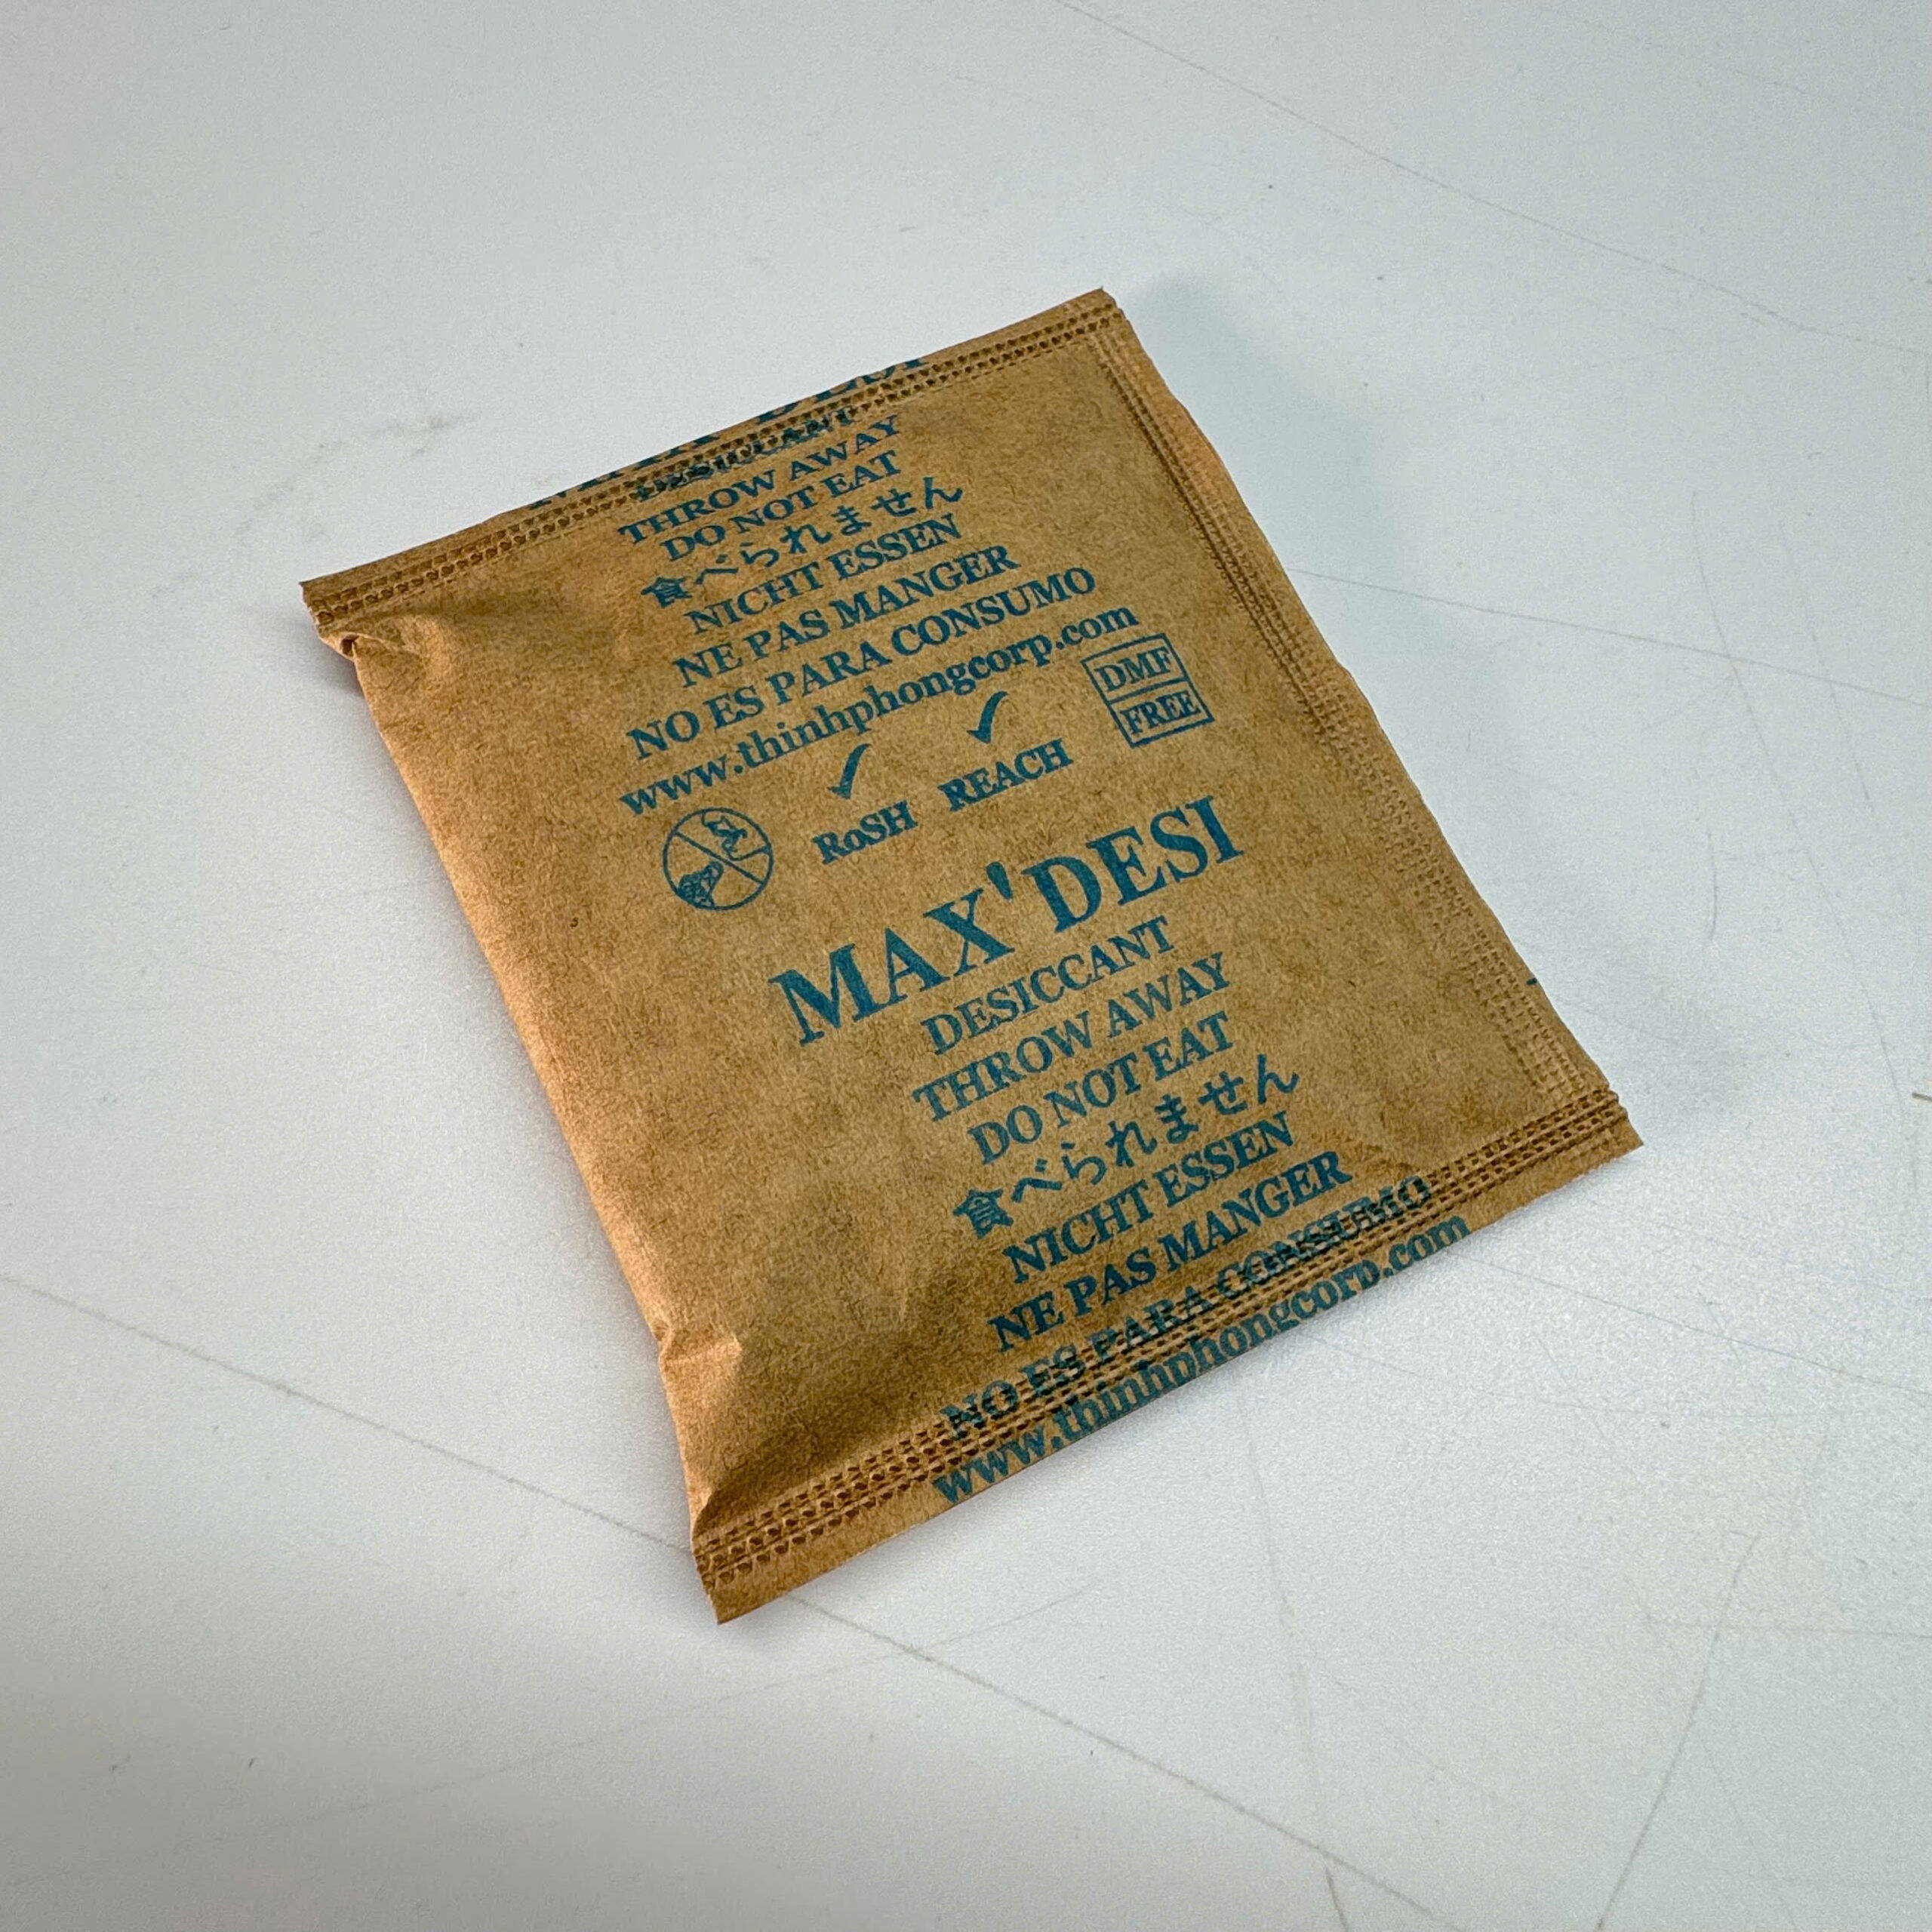 DESICCANT
THROW AWAY
DO NOT EAT
食べられません
NICHT ESSEN
NE PAS MANGER
NO ES PARA CONSUMO
www.thinhphongcorp.com
RoSH REACH DMF FREE
MAX'DESI
DESICCANT
THROW AWAY
DO NOT EAT
食べられません
NICHT ESSEN
NE PAS MANGER
NO ES PARA CONSUMO
www.thinhphongcorp.com